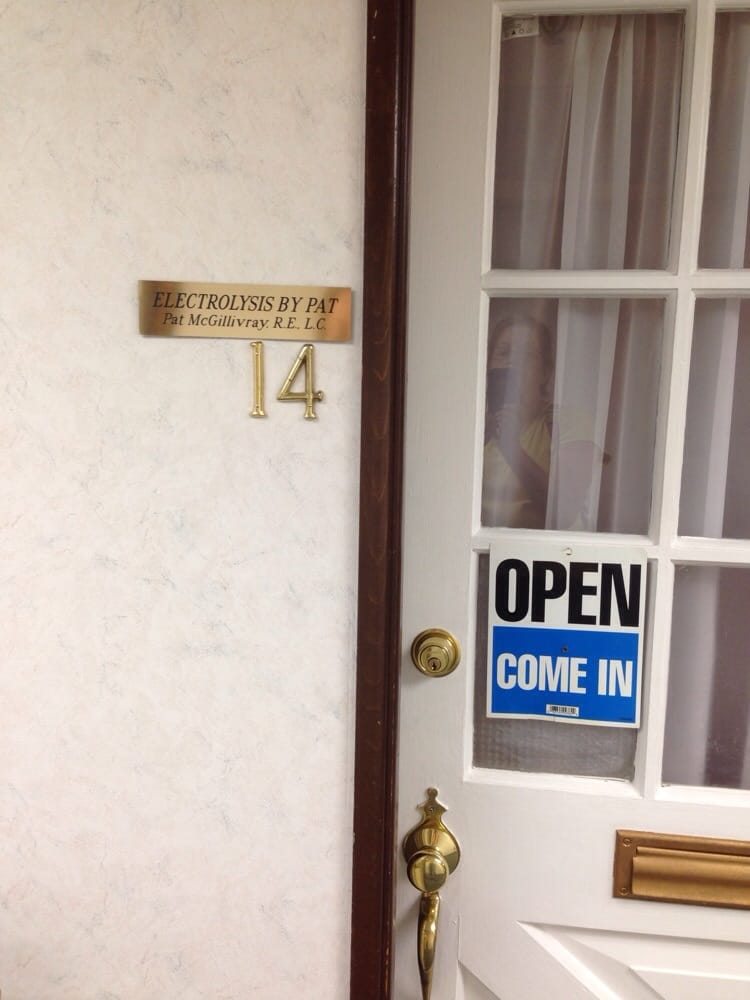 ELECTROLYSIS BY PAT
Pat McGillivray, R.E., L.C.
14
OPEN
COME IN